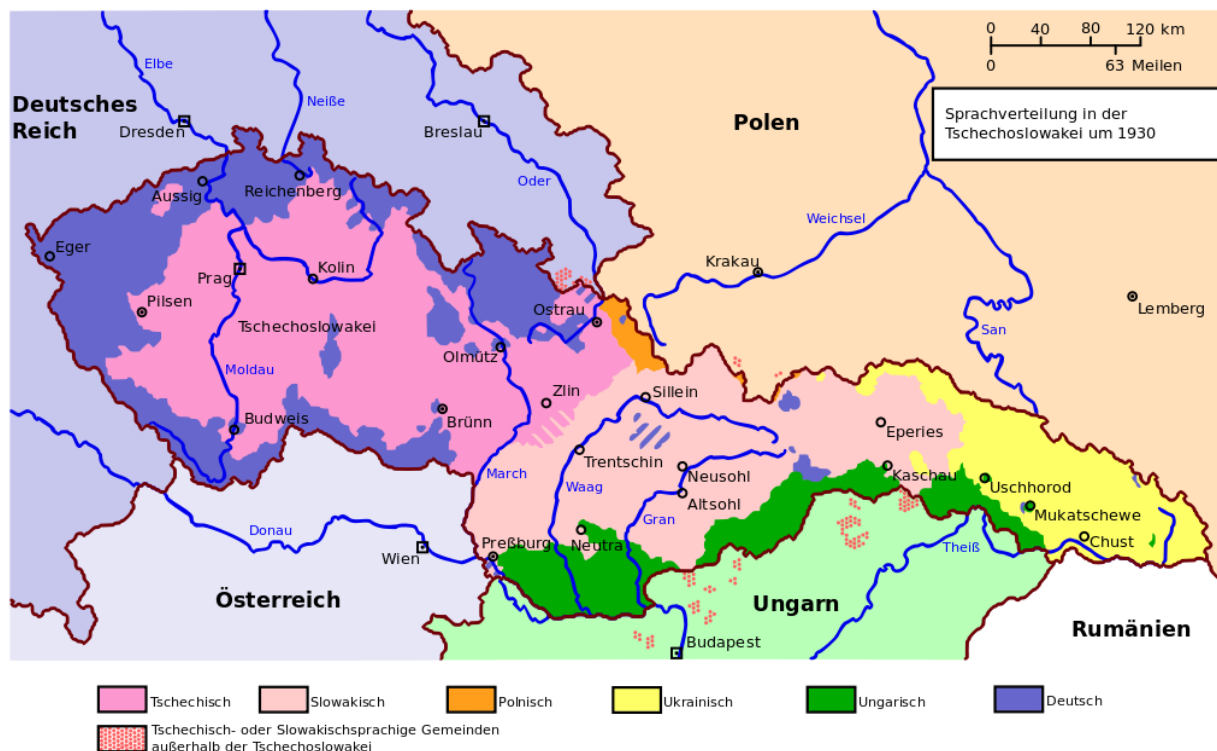 0 40 80 120 km
0 63 Meilen
Sprachverteilung in der
Tschechoslowakei um 1930
Deutsches
Reich
Elbe
Neiße
Dresden
Breslau
Polen
Oder
Aussig
Reichenberg
Weichsel
Eger
Prag
Kolin
Krakau
Pilsen
Tschechoslowakei
Ostrau
Lemberg
San
Olmütz
Moldau
Zlin
Sillein
Budweis
Brünn
Eperies
March
Trentschin
Waag
Neusohl
Kaschau
Uschhorod
Altsohl
Gran
Mukatschewe
Donau
Wien
Preßburg
Neutra
Theiß
Chust
Österreich
Ungarn
Rumänien
Budapest
Tschechisch
Slowakisch
Polnisch
Ukrainisch
Ungarisch
Deutsch
Tschechisch- oder Slowakischsprachige Gemeinden
außerhalb der Tschechoslowakei